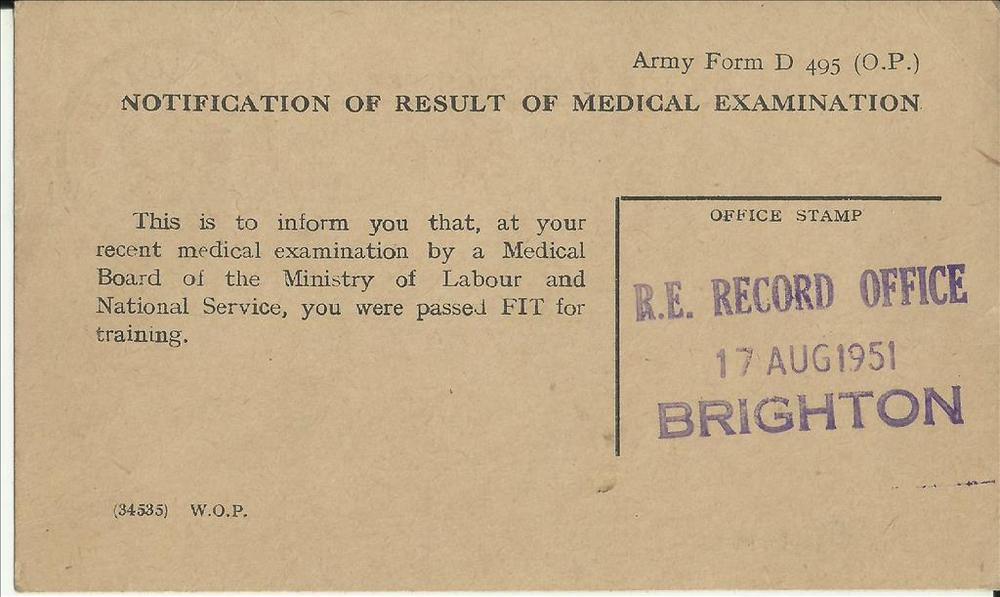 Army Form D 495 (O.P.)
NOTIFICATION OF RESULT OF MEDICAL EXAMINATION
This is to inform you that, at your
recent medical examination by a Medical
Board of the Ministry of Labour and
National Service, you were passed FIT for
training.
OFFICE STAMP
R.E. RECORD OFFICE
17 AUG 1951
BRIGHTON
(34535) W.O.P.